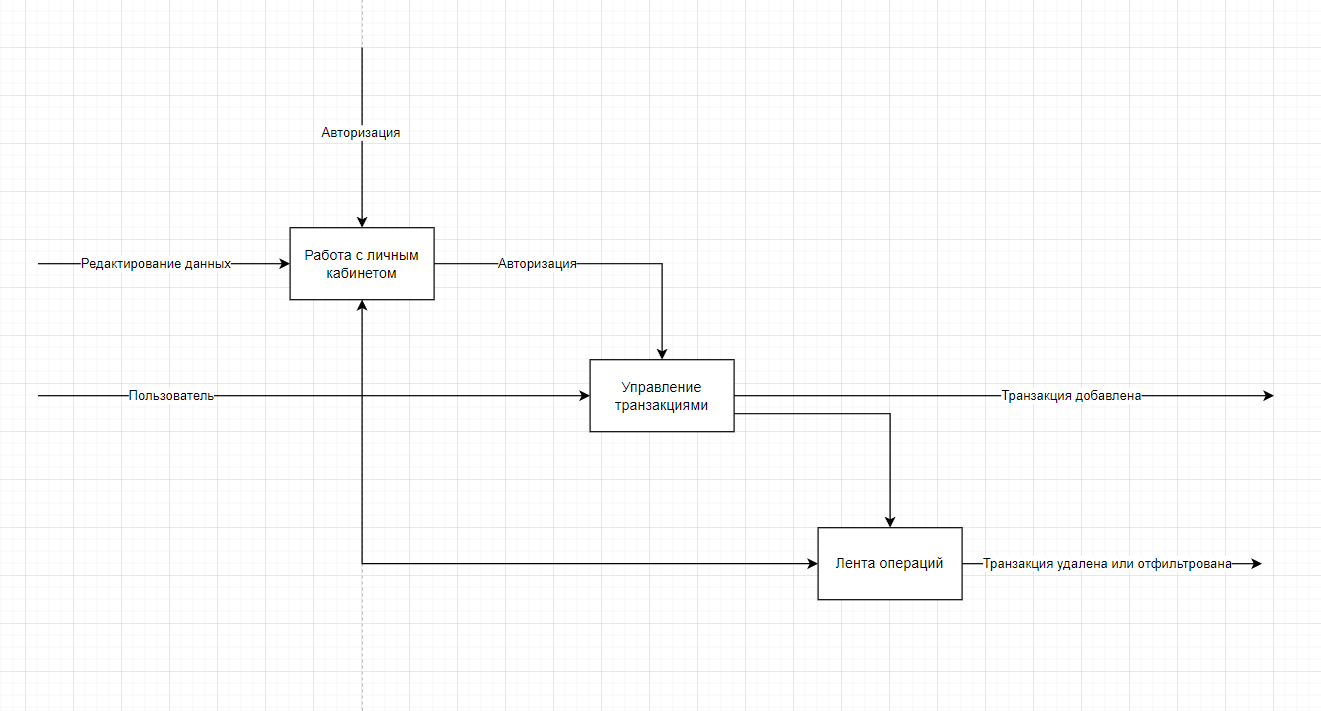 Авторизация
Редактирование данных
Работа с личным
кабинетом
Авторизация
Пользователь
Управление
транзакциями
Транзакция добавлена
Лента операций
Транзакция удалена или отфильтрована